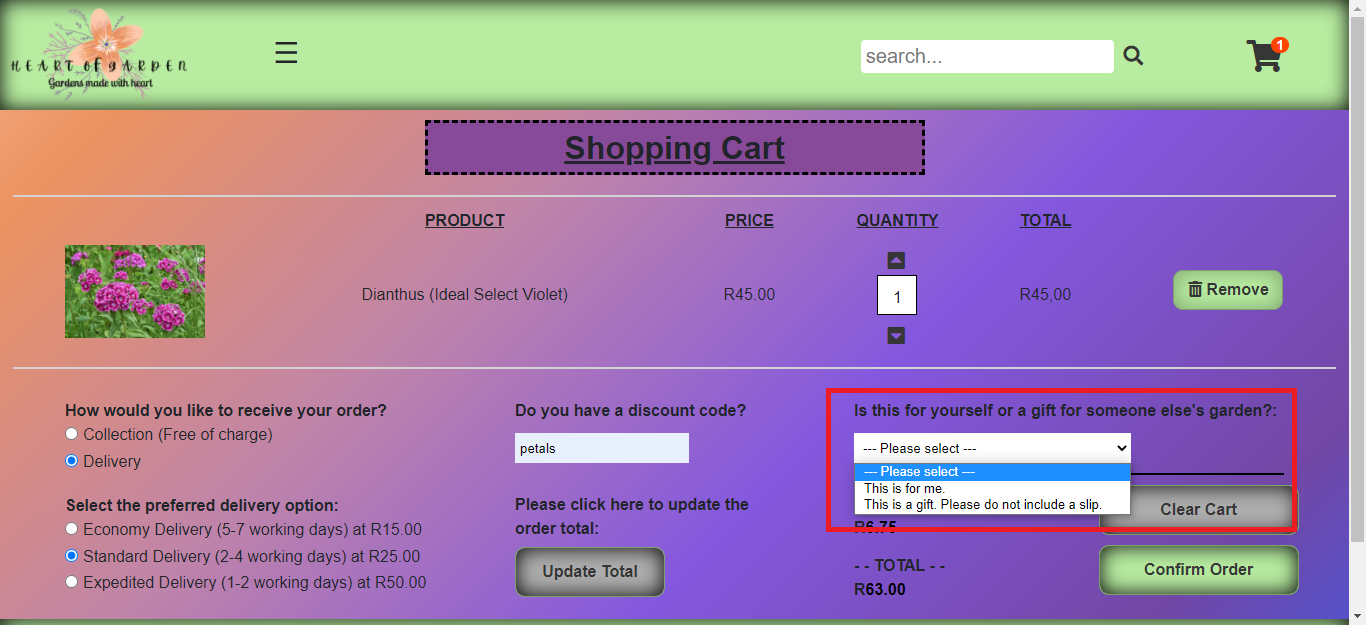 HEART OF GARDEN
Gardens made with heart
search...
1
Shopping Cart
PRODUCT PRICE QUANTITY TOTAL
Dianthus (Ideal Select Violet) R45.00 1 R45,00 Remove
How would you like to receive your order?
Collection (Free of charge)
Delivery
Select the preferred delivery option:
Economy Delivery (5-7 working days) at R15.00
Standard Delivery (2-4 working days) at R25.00
Expedited Delivery (1-2 working days) at R50.00
Do you have a discount code?
petals
Please click here to update the
order total:
Update Total
Is this for yourself or a gift for someone else's garden?:
--- Please select ---
--- Please select ---
This is for me.
This is a gift. Please do not include a slip.
R6.75
- - TOTAL - -
R63.00
Clear Cart
Confirm Order